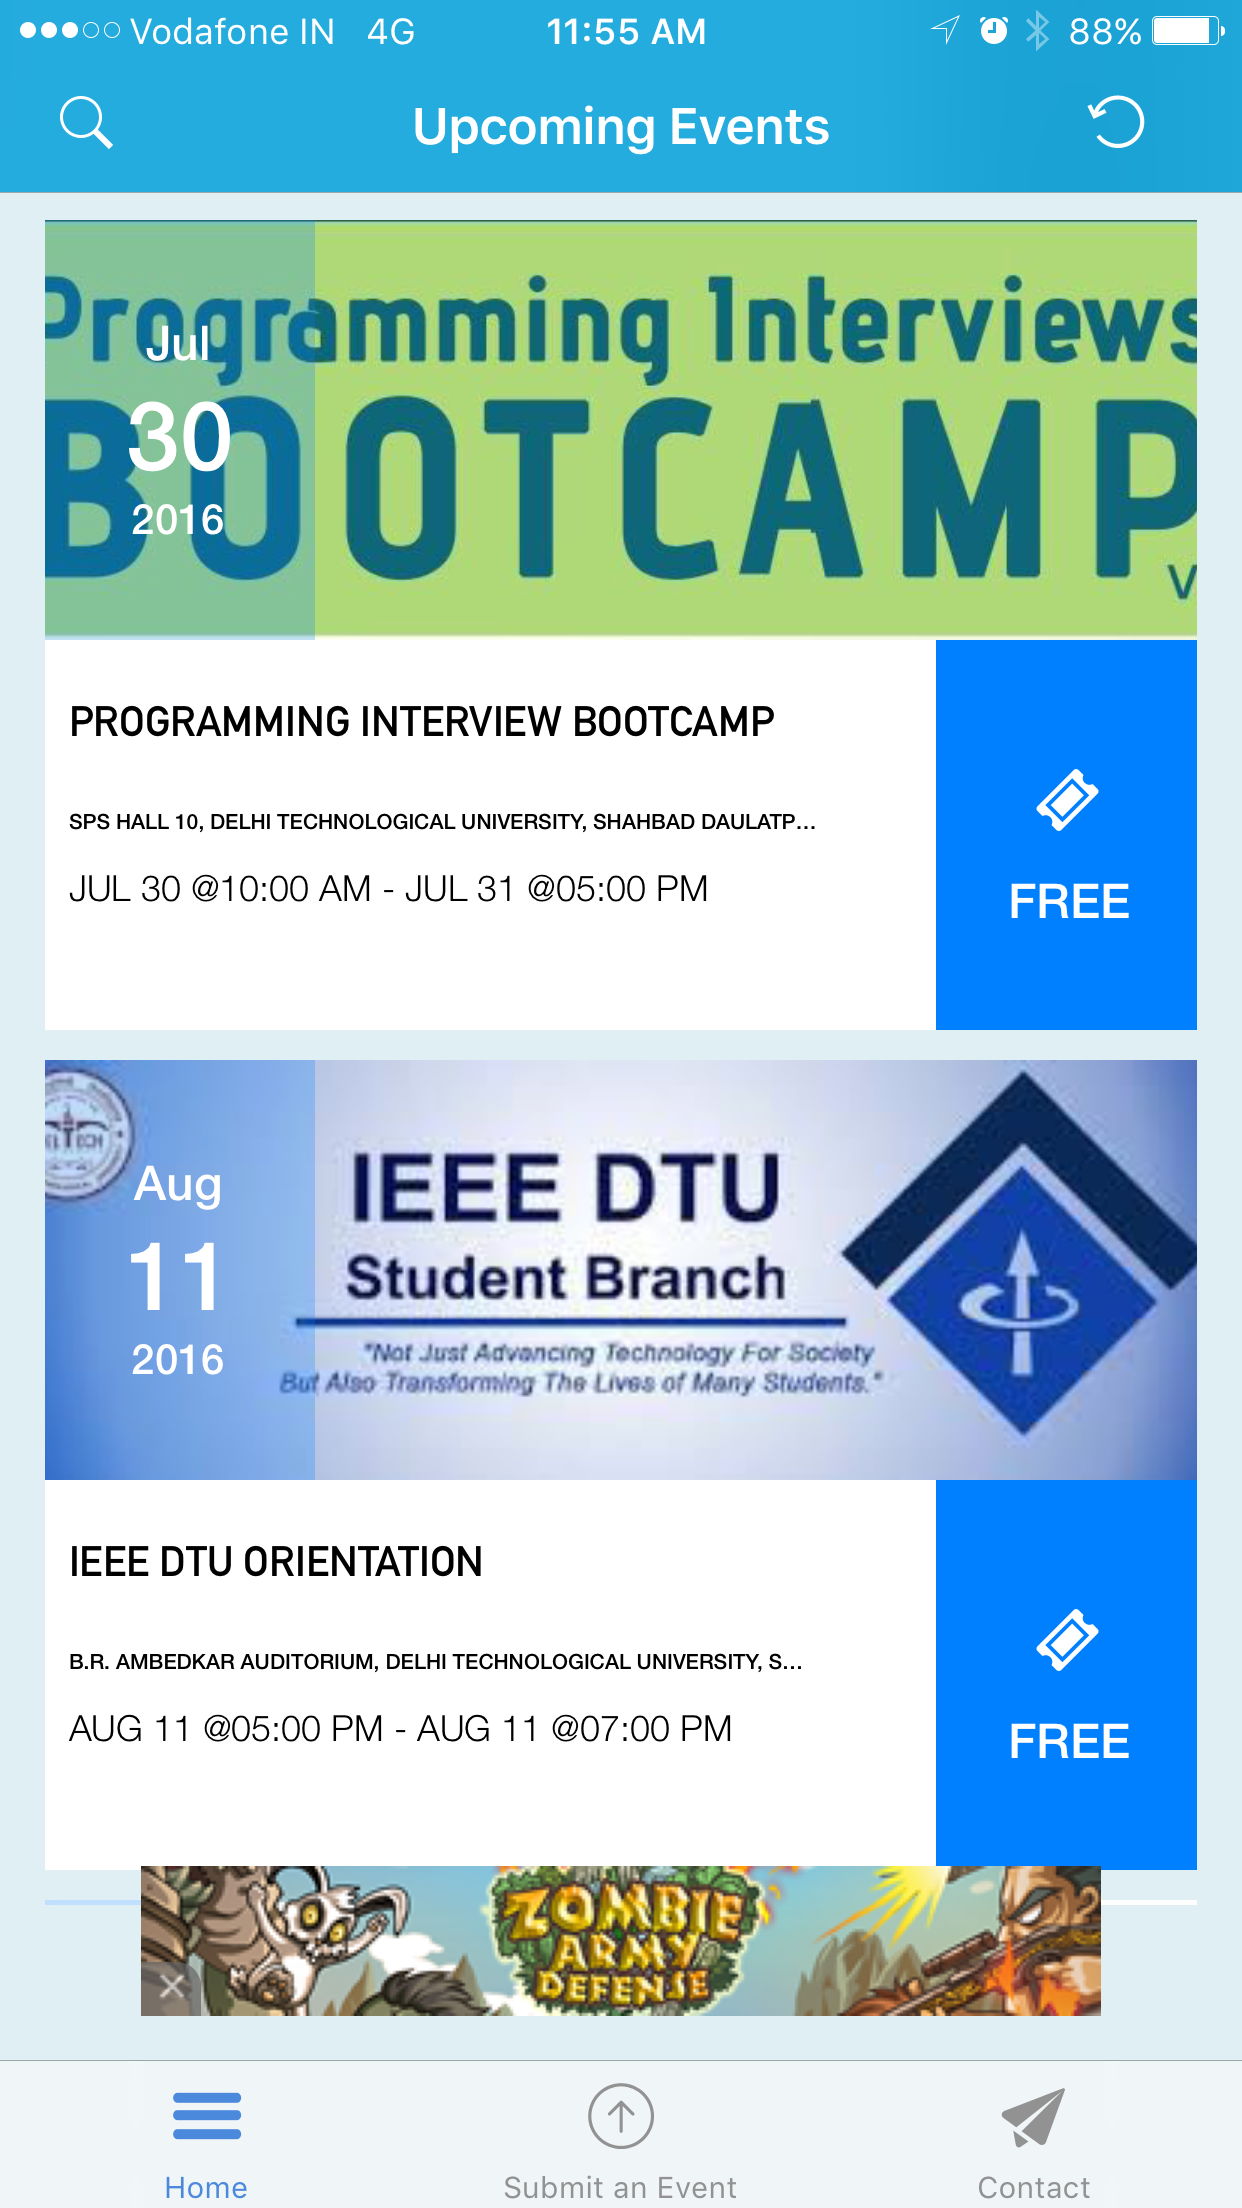 Vodafone IN 4G 11:55 AM 88%
Upcoming Events
Programming Interviews
BOOTCAMP
V
Jul
30
2016
PROGRAMMING INTERVIEW BOOTCAMP
SPS HALL 10, DELHI TECHNOLOGICAL UNIVERSITY, SHAHBAD DAULATP...
JUL 30 @10:00 AM - JUL 31 @05:00 PM
FREE
Aug
11
2016
IEEE DTU
Student Branch
"Not Just Advancing Technology For Society
But Also Transforming The Lives of Many Students."
IEEE DTU ORIENTATION
B.R. AMBEDKAR AUDITORIUM, DELHI TECHNOLOGICAL UNIVERSITY, S...
AUG 11 @05:00 PM - AUG 11 @07:00 PM
FREE
ZOMBIE
ARMY
DEFENSE
Home
Submit an Event
Contact